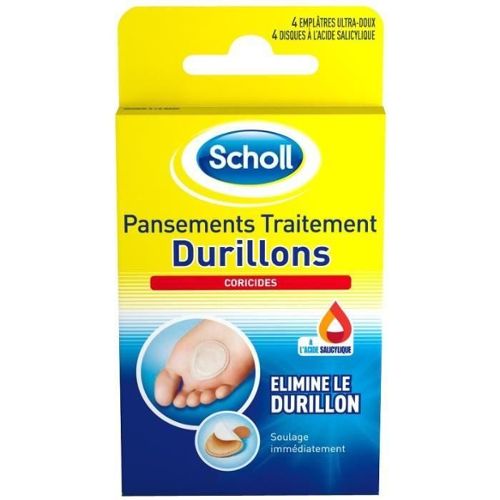 4 EMPLÂTRES ULTRA-DOUX
4 DISQUES À L'ACIDE SALICYLIQUE
Scholl
Pansements Traitement
Durillons
CORICIDES
À
L'ACIDE SALICYLIQUE
ELIMINE LE
DURILLON
Soulage
immédiatement